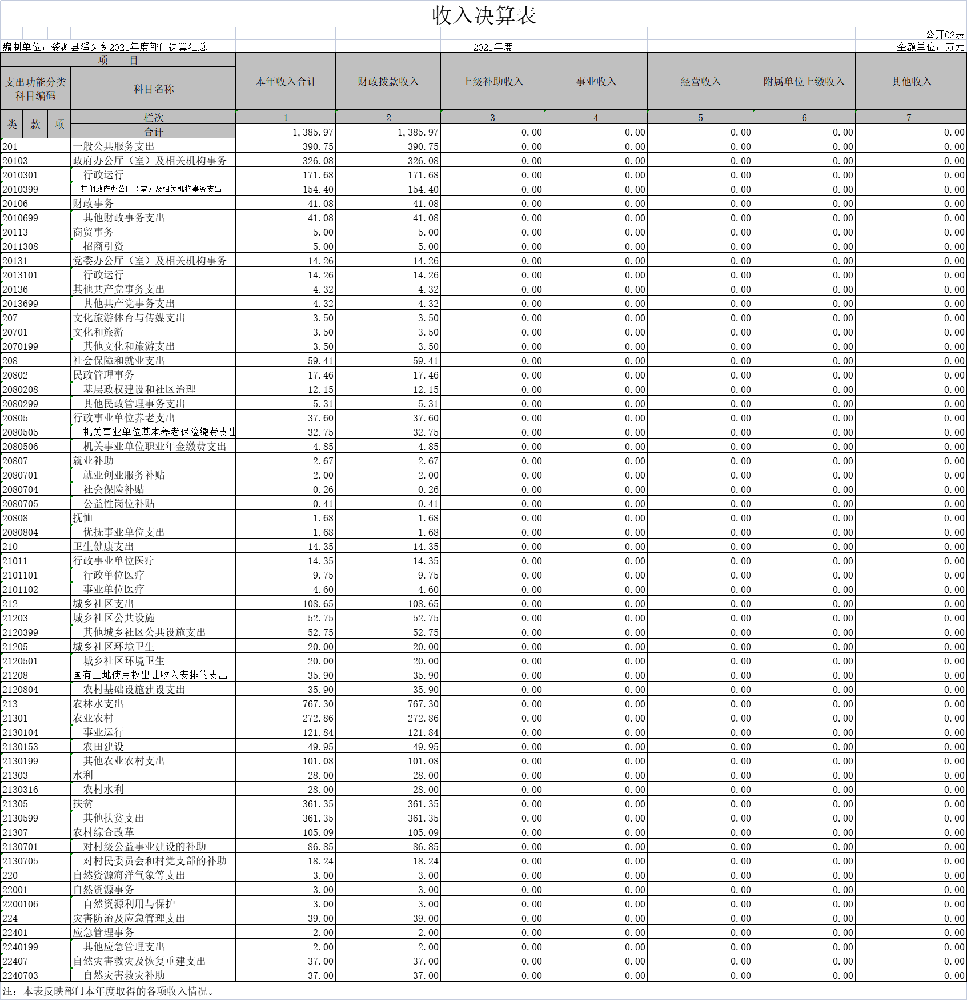 收入决算表
公开02表
编制单位：婺源县溪头乡2021年度部门决算汇总 2021年度 金额单位：万元
项 目 本年收入合计 财政拨款收入 上级补助收入 事业收入 经营收入 附属单位上缴收入 其他收入
支出功能分类科目编码 科目名称
类 款 项 栏次 1 2 3 4 5 6 7
合计 1,385.97 1,385.97 0.00 0.00 0.00 0.00 0.00
201 一般公共服务支出 390.75 390.75 0.00 0.00 0.00 0.00 0.00
20103 政府办公厅（室）及相关机构事务 326.08 326.08 0.00 0.00 0.00 0.00 0.00
2010301 行政运行 171.68 171.68 0.00 0.00 0.00 0.00 0.00
2010399 其他政府办公厅（室）及相关机构事务支出 154.40 154.40 0.00 0.00 0.00 0.00 0.00
20106 财政事务 41.08 41.08 0.00 0.00 0.00 0.00 0.00
2010699 其他财政事务支出 41.08 41.08 0.00 0.00 0.00 0.00 0.00
20113 商贸事务 5.00 5.00 0.00 0.00 0.00 0.00 0.00
2011308 招商引资 5.00 5.00 0.00 0.00 0.00 0.00 0.00
20131 党委办公厅（室）及相关机构事务 14.26 14.26 0.00 0.00 0.00 0.00 0.00
2013101 行政运行 14.26 14.26 0.00 0.00 0.00 0.00 0.00
20136 其他共产党事务支出 4.32 4.32 0.00 0.00 0.00 0.00 0.00
2013699 其他共产党事务支出 4.32 4.32 0.00 0.00 0.00 0.00 0.00
207 文化旅游体育与传媒支出 3.50 3.50 0.00 0.00 0.00 0.00 0.00
20701 文化和旅游 3.50 3.50 0.00 0.00 0.00 0.00 0.00
2070199 其他文化和旅游支出 3.50 3.50 0.00 0.00 0.00 0.00 0.00
208 社会保障和就业支出 59.41 59.41 0.00 0.00 0.00 0.00 0.00
20802 民政管理事务 17.46 17.46 0.00 0.00 0.00 0.00 0.00
2080208 基层政权建设和社区治理 12.15 12.15 0.00 0.00 0.00 0.00 0.00
2080299 其他民政管理事务支出 5.31 5.31 0.00 0.00 0.00 0.00 0.00
20805 行政事业单位养老支出 37.60 37.60 0.00 0.00 0.00 0.00 0.00
2080505 机关事业单位基本养老保险缴费支出 32.75 32.75 0.00 0.00 0.00 0.00 0.00
2080506 机关事业单位职业年金缴费支出 4.85 4.85 0.00 0.00 0.00 0.00 0.00
20807 就业补助 2.67 2.67 0.00 0.00 0.00 0.00 0.00
2080701 就业创业服务补贴 2.00 2.00 0.00 0.00 0.00 0.00 0.00
2080704 社会保险补贴 0.26 0.26 0.00 0.00 0.00 0.00 0.00
2080705 公益性岗位补贴 0.41 0.41 0.00 0.00 0.00 0.00 0.00
20808 抚恤 1.68 1.68 0.00 0.00 0.00 0.00 0.00
2080804 优抚事业单位支出 1.68 1.68 0.00 0.00 0.00 0.00 0.00
210 卫生健康支出 14.35 14.35 0.00 0.00 0.00 0.00 0.00
21011 行政事业单位医疗 14.35 14.35 0.00 0.00 0.00 0.00 0.00
2101101 行政单位医疗 9.75 9.75 0.00 0.00 0.00 0.00 0.00
2101102 事业单位医疗 4.60 4.60 0.00 0.00 0.00 0.00 0.00
212 城乡社区支出 108.65 108.65 0.00 0.00 0.00 0.00 0.00
21203 城乡社区公共设施 52.75 52.75 0.00 0.00 0.00 0.00 0.00
2120399 其他城乡社区公共设施支出 52.75 52.75 0.00 0.00 0.00 0.00 0.00
21205 城乡社区环境卫生 20.00 20.00 0.00 0.00 0.00 0.00 0.00
2120501 城乡社区环境卫生 20.00 20.00 0.00 0.00 0.00 0.00 0.00
21208 国有土地使用权出让收入安排的支出 35.90 35.90 0.00 0.00 0.00 0.00 0.00
2120804 农村基础设施建设支出 35.90 35.90 0.00 0.00 0.00 0.00 0.00
213 农林水支出 767.30 767.30 0.00 0.00 0.00 0.00 0.00
21301 农业农村 272.86 272.86 0.00 0.00 0.00 0.00 0.00
2130104 事业运行 121.84 121.84 0.00 0.00 0.00 0.00 0.00
2130153 农田建设 49.95 49.95 0.00 0.00 0.00 0.00 0.00
2130199 其他农业农村支出 101.08 101.08 0.00 0.00 0.00 0.00 0.00
21303 水利 28.00 28.00 0.00 0.00 0.00 0.00 0.00
2130316 农村水利 28.00 28.00 0.00 0.00 0.00 0.00 0.00
21305 扶贫 361.35 361.35 0.00 0.00 0.00 0.00 0.00
2130599 其他扶贫支出 361.35 361.35 0.00 0.00 0.00 0.00 0.00
21307 农村综合改革 105.09 105.09 0.00 0.00 0.00 0.00 0.00
2130701 对村级公益事业建设的补助 86.85 86.85 0.00 0.00 0.00 0.00 0.00
2130705 对村民委员会和村党支部的补助 18.24 18.24 0.00 0.00 0.00 0.00 0.00
220 自然资源海洋气象等支出 3.00 3.00 0.00 0.00 0.00 0.00 0.00
22001 自然资源事务 3.00 3.00 0.00 0.00 0.00 0.00 0.00
2200106 自然资源利用与保护 3.00 3.00 0.00 0.00 0.00 0.00 0.00
224 灾害防治及应急管理支出 39.00 39.00 0.00 0.00 0.00 0.00 0.00
22401 应急管理事务 2.00 2.00 0.00 0.00 0.00 0.00 0.00
2240199 其他应急管理支出 2.00 2.00 0.00 0.00 0.00 0.00 0.00
22407 自然灾害救灾及恢复重建支出 37.00 37.00 0.00 0.00 0.00 0.00 0.00
2240703 自然灾害救灾补助 37.00 37.00 0.00 0.00 0.00 0.00 0.00
注：本表反映部门本年度取得的各项收入情况。